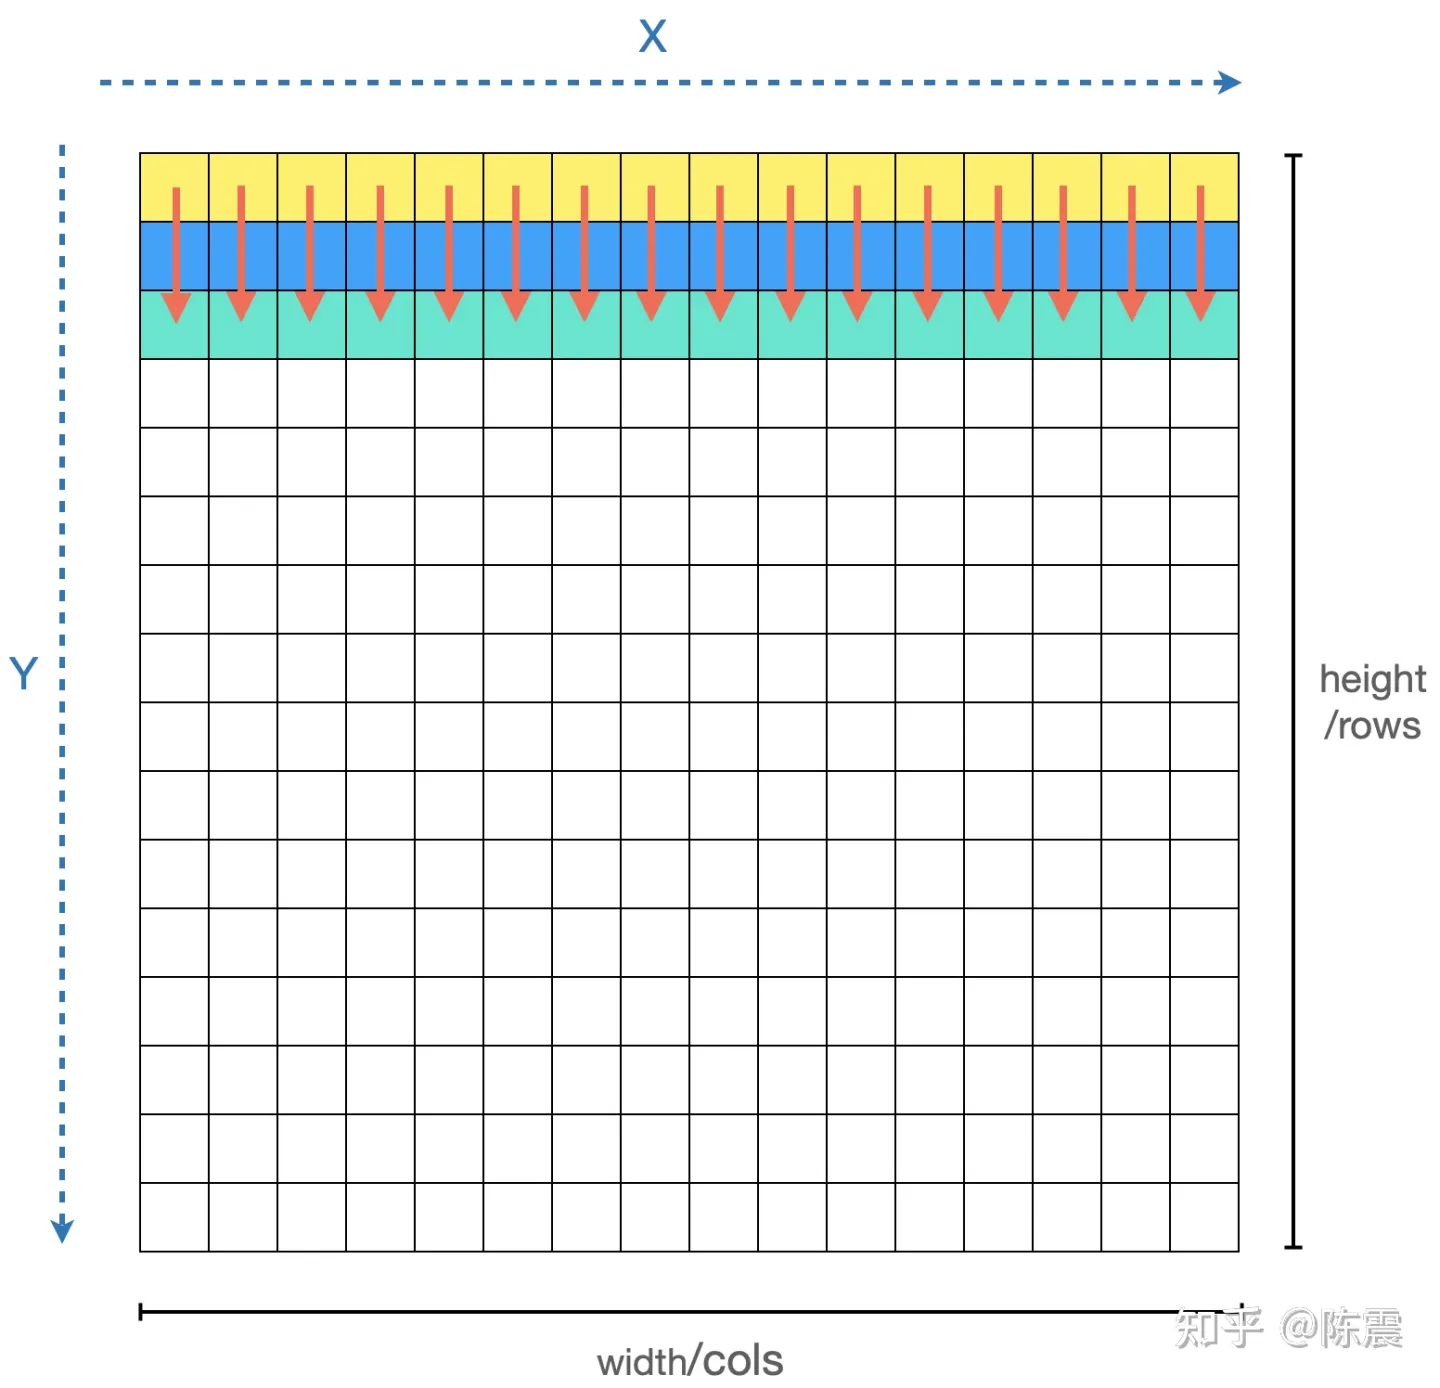 X
Y
height
/rows
width/cols
知乎 @陈震